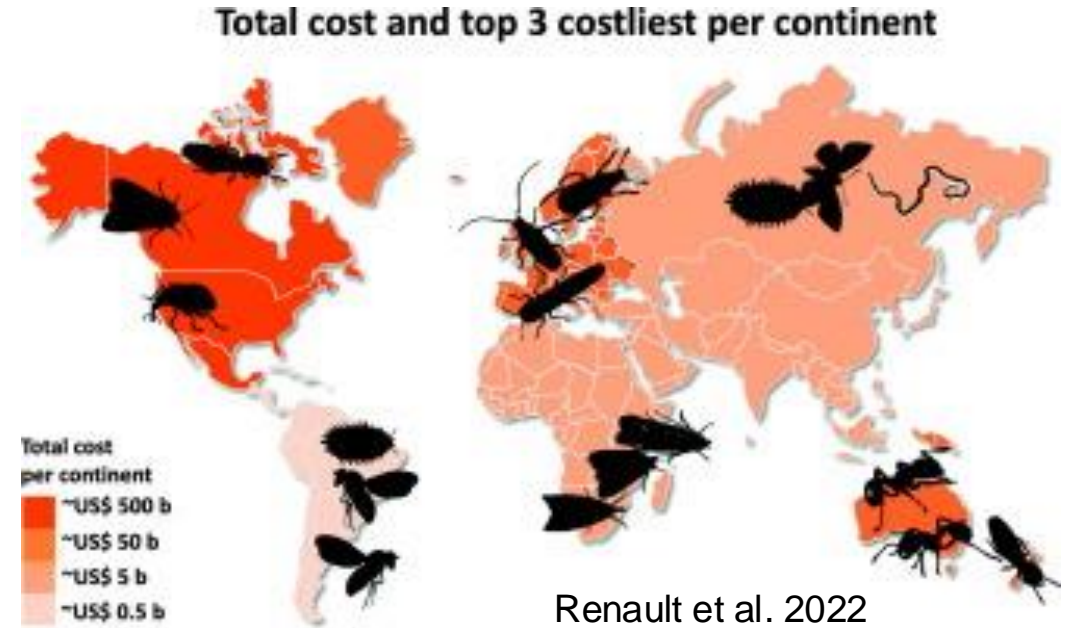 Total cost and top 3 costliest per continent
Total cost
per continent
~US$ 500 b
~US$ 50 b
~US$ 5 b
~US$ 0.5 b
Renault et al. 2022